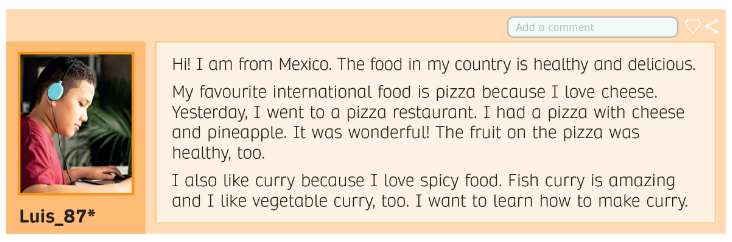 Add a comment
Hi! I am from Mexico. The food in my country is healthy and delicious.
My favourite international food is pizza because I love cheese.
Yesterday, I went to a pizza restaurant. I had a pizza with cheese
and pineapple. It was wonderful! The fruit on the pizza was
healthy, too.
I also like curry because I love spicy food. Fish curry is amazing
and I like vegetable curry, too. I want to learn how to make curry.
Luis_87*